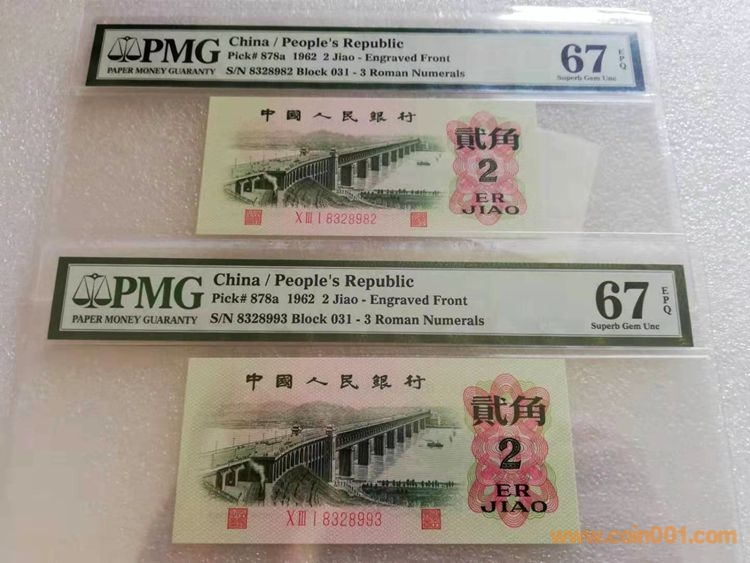 PMG
PAPER MONEY GUARANTY
China / People's Republic
Pick# 878a 1962 2 Jiao - Engraved Front
S/N 8328982 Block 031 - 3 Roman Numerals
67
EPQ
Superb Gem Unc
中國人民銀行
貳角
2
ER
JIAO
X III I 8328982
PMG
PAPER MONEY GUARANTY
China / People's Republic
Pick# 878a 1962 2 Jiao - Engraved Front
S/N 8328993 Block 031 - 3 Roman Numerals
67
EPQ
Superb Gem Unc
中國人民銀行
貳角
2
ER
JIAO
X III I 8328993
www.coin001.com